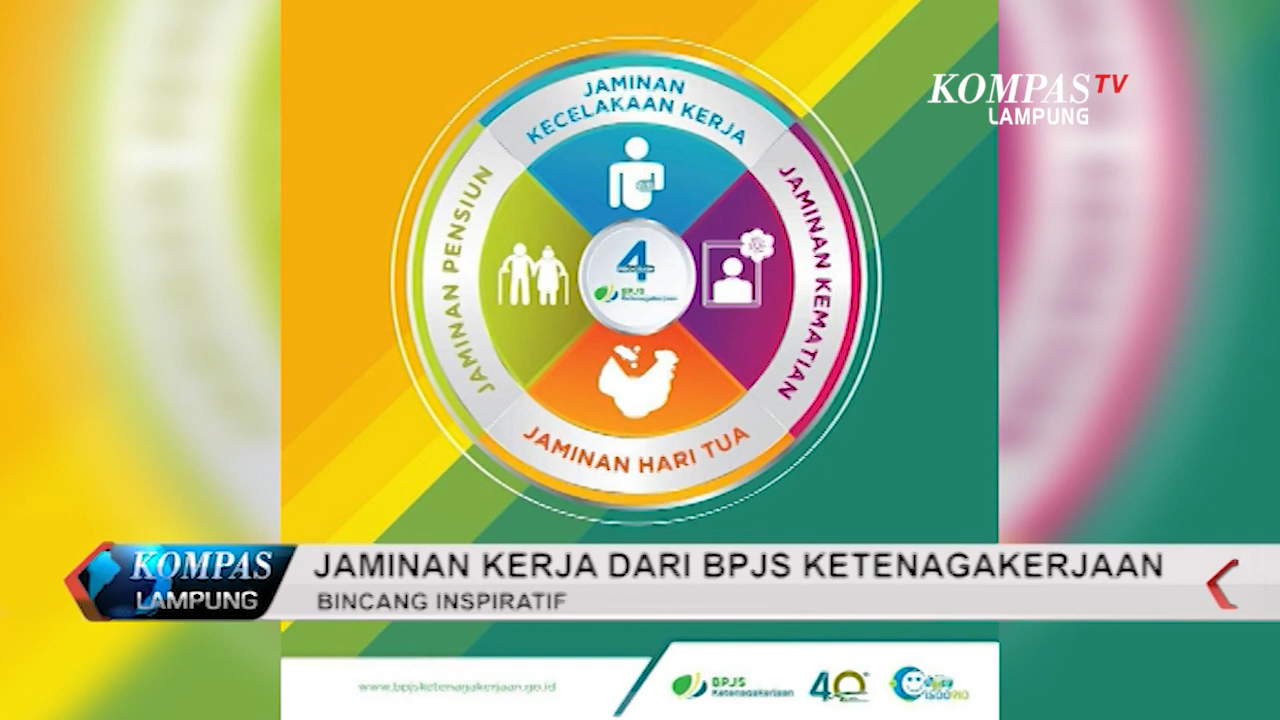 KOMPAS TV
LAMPUNG
JAMINAN
KECELAKAAN KERJA
JAMINAN PENSIUN
JAMINAN KEMATIAN
4
BPJS
Ketenagakerjaan
JAMINAN HARI TUA
KOMPAS
LAMPUNG
JAMINAN KERJA DARI BPJS KETENAGAKERJAAN
BINCANG INSPIRATIF
www.bpjsketenagakerjaan.go.id
BPJS
Ketenagakerjaan
40